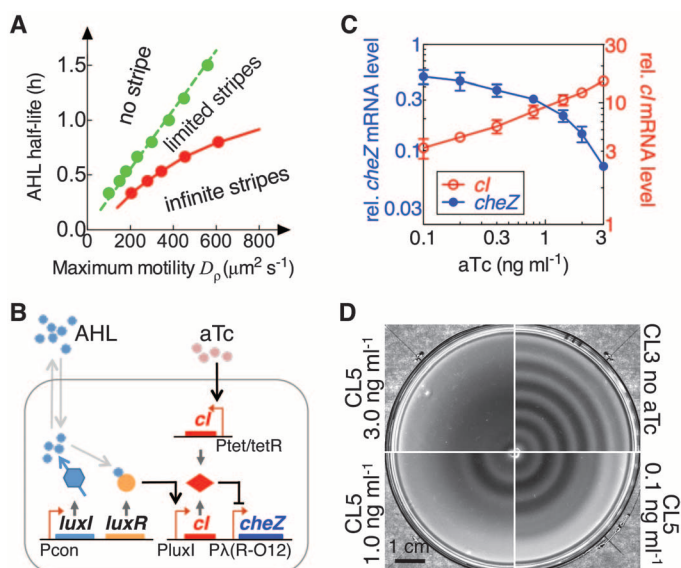 A
AHL half-life (h)
1.5
1.0
0.5
0.0
no stripe
limited stripes
infinite stripes
200 400 600 800
Maximum motility Dρ (μm² s⁻¹)
B
AHL
aTc
cI
Ptet/tetR
luxI luxR cI cheZ
Pcon PluxI Pλ(R-O12)
C
rel. cheZ mRNA level
1
0.3
0.1
0.03
cI
cheZ
30
10
3
1
rel. cI mRNA level
0.1 0.3 1 3
aTc (ng ml⁻¹)
D
CL5
3.0 ng ml⁻¹
CL3 no aTc
CL5
1.0 ng ml⁻¹
CL5
0.1 ng ml⁻¹
1 cm